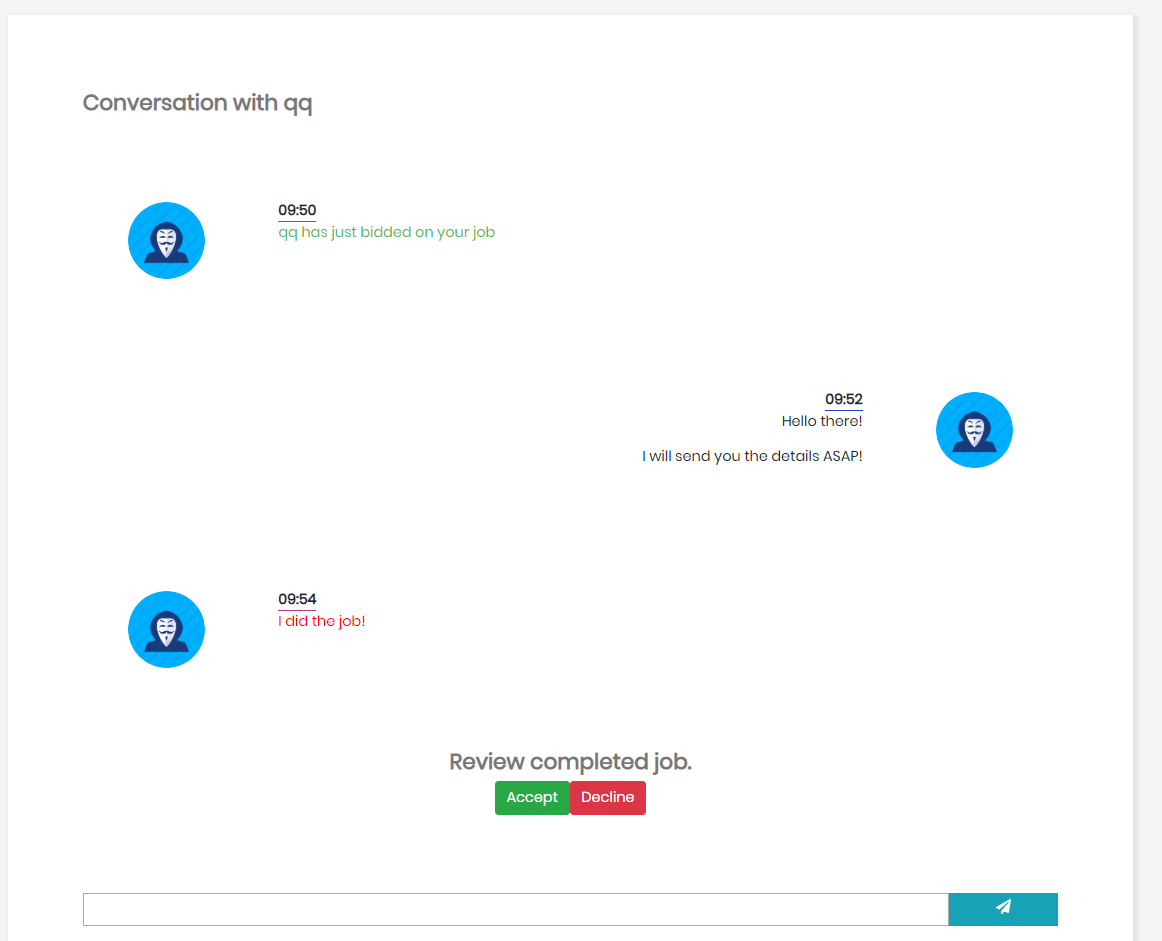 Conversation with qq
09:50
qq has just bidded on your job
09:52
Hello there!
I will send you the details ASAP!
09:54
I did the job!
Review completed job.
Accept Decline